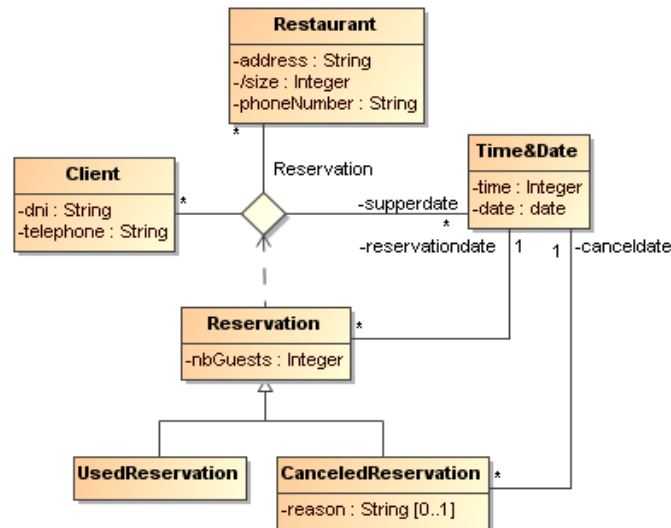 Restaurant
-address : String
-/size : Integer
-phoneNumber : String
*
Reservation
Client
-dni : String
-telephone : String
*
Time&Date
-time : Integer
-date : date
-supperdate
*
-reservationdate
1
1
-canceldate
Reservation
-nbGuests : Integer
*
UsedReservation
CanceledReservation
-reason : String [0..1]
*